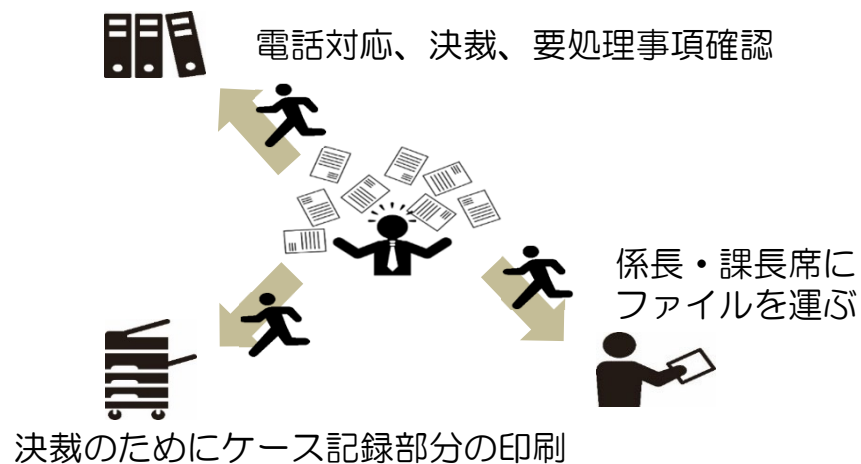 電話対応、決裁、要処理事項確認
係長・課長席に
ファイルを運ぶ
決裁のためにケース記録部分の印刷